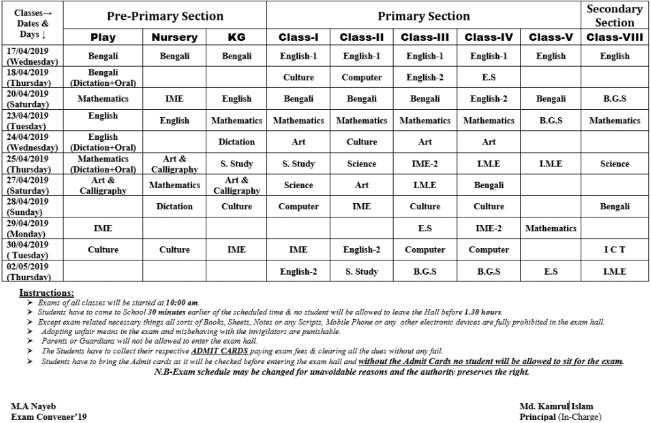 Classes→ Pre-Primary Section Primary Section Secondary
Dates & Section
Days ↓ Play Nursery KG Class-I Class-II Class-III Class-IV Class-V Class-VIII
17/04/2019 (Wednesday) Bengali Bengali Bengali English-1 English-1 English-1 English-1 English English
18/04/2019 (Thursday) Bengali (Dictation+Oral) Culture Computer English-2 E.S
20/04/2019 (Saturday) Mathematics IME English Bengali Bengali Bengali English-2 Bengali B.G.S
23/04/2019 (Tuesday) English English Mathematics Mathematics Mathematics Mathematics Mathematics B.G.S Mathematics
24/04/2019 (Wednesday) English (Dictation+Oral) Dictation Art Culture Art Art
25/04/2019 (Thursday) Mathematics (Dictation+Oral) Art & Calligraphy S. Study S. Study Science IME-2 I.M.E I.M.E Science
27/04/2019 (Saturday) Art & Calligraphy Mathematics Art & Calligraphy Science Art I.M.E Bengali
28/04/2019 (Sunday) Dictation Culture Computer IME Culture Culture Bengali
29/04/2019 (Monday) IME E.S IME-2 Mathematics
30/04/2019 ( Tuesday) Culture Culture IME IME English-2 Computer Computer I C T
02/05/2019 (Thursday) English-2 S. Study B.G.S B.G.S E.S I.M.E
Instructions:
➤ Exams of all classes will be started at 10:00 am.
➤ Students have to come to School 30 minutes earlier of the scheduled time & no student will be allowed to leave the Hall before 1.30 hours.
➤ Except exam related necessary things all sorts of Books, Sheets, Notes or any Scripts, Mobile Phone or any other electronic devices are fully prohibited in the exam hall.
➤ Adopting unfair means in the exam and misbehaving with the invigilators are punishable.
➤ Parents or Guardians will not be allowed to enter the exam hall.
➤ The Students have to collect their respective ADMIT CARDS paying exam fees & clearing all the dues without any fail.
➤ Students have to bring the Admit cards as it will be checked before entering the exam hall and without the Admit Cards no student will be allowed to sit for the exam.
N.B-Exam schedule may be changed for unavoidable reasons and the authority preserves the right.
M.A Nayeb Md. Kamrul Islam
Exam Convener'19 Principal (In-Charge)